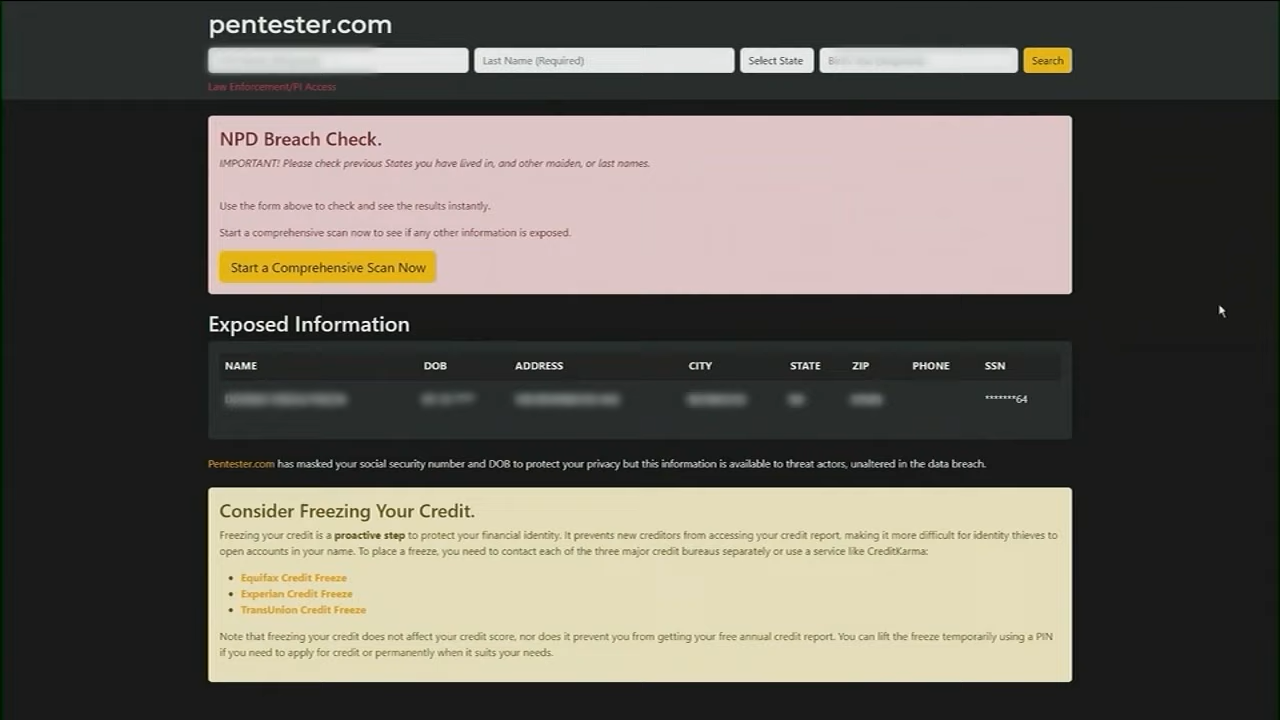 pentester.com
Last Name (Required)
Select State
Search
Law Enforcement/PI Access
NPD Breach Check.
IMPORTANT! Please check previous States you have lived in, and other maiden, or last names.
Use the form above to check and see the results instantly.
Start a comprehensive scan now to see if any other information is exposed.
Start a Comprehensive Scan Now
Exposed Information
NAME DOB ADDRESS CITY STATE ZIP PHONE SSN
*******64
Pentester.com has masked your social security number and DOB to protect your privacy but this information is available to threat actors, unaltered in the data breach.
Consider Freezing Your Credit.
Freezing your credit is a proactive step to protect your financial identity. It prevents new creditors from accessing your credit report, making it more difficult for identity thieves to
open accounts in your name. To place a freeze, you need to contact each of the three major credit bureaus separately or use a service like CreditKarma:
• Equifax Credit Freeze
• Experian Credit Freeze
• TransUnion Credit Freeze
Note that freezing your credit does not affect your credit score, nor does it prevent you from getting your free annual credit report. You can lift the freeze temporarily using a PIN
if you need to apply for credit or permanently when it suits your needs.